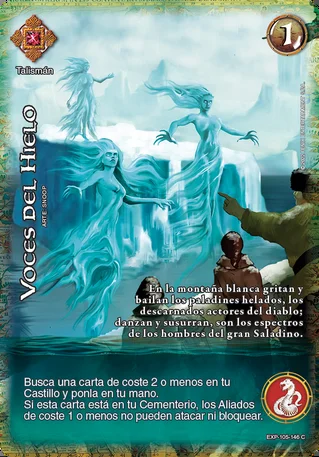 1
Talismán
VOCES DEL HIELO
ARTE SNOOP
En la montaña blanca gritan y
bailan los paladines helados, los
descarnados actores del diablo;
danzan y susurran, son los espectros
de los hombres del gran Saladino.
Busca una carta de coste 2 o menos en tu
Castillo y ponla en tu mano.
Si esta carta está en tu Cementerio, los Aliados
de coste 1 o menos no pueden atacar ni bloquear.
EXP-105-146 C